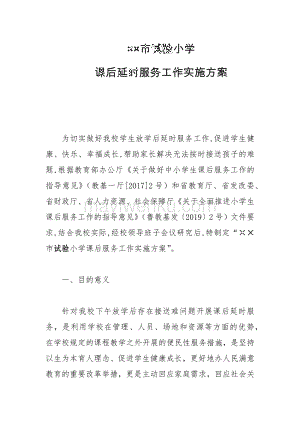 ××市试验小学
课后延时服务工作实施方案
为切实做好我校学生放学后延时服务工作,促进学生健
康、快乐、幸福成长,帮助家长解决无法按时接送孩子的难
题,根据教育部办公厅《关于做好中小学生课后服务工作的
指导意见》（教基一厅[2017]2号）和省教育厅、省发改委、
省财政厅、省人力资源、社会保障厅《关于全面推进小学生
课后服务工作的指导意见》(鲁教基发〔2019〕2号）文件要
求,结合我校实际,经校领导班子会议研究后,特制定“××
市试验小学课后服务工作实施方案”。
一、目的意义
针对我校下午放学后存在接送难问题开展课后延时服
务，是利用学校在管理、人员、场地和资源等方面的优势,
在学校规定的课程教学之外开展的便民性服务措施，是坚持
以生为本育人理念、促进学生健康成长，更好地办人民满意
教育的重要改革举措，更是主动回应家庭需求，回应社会关